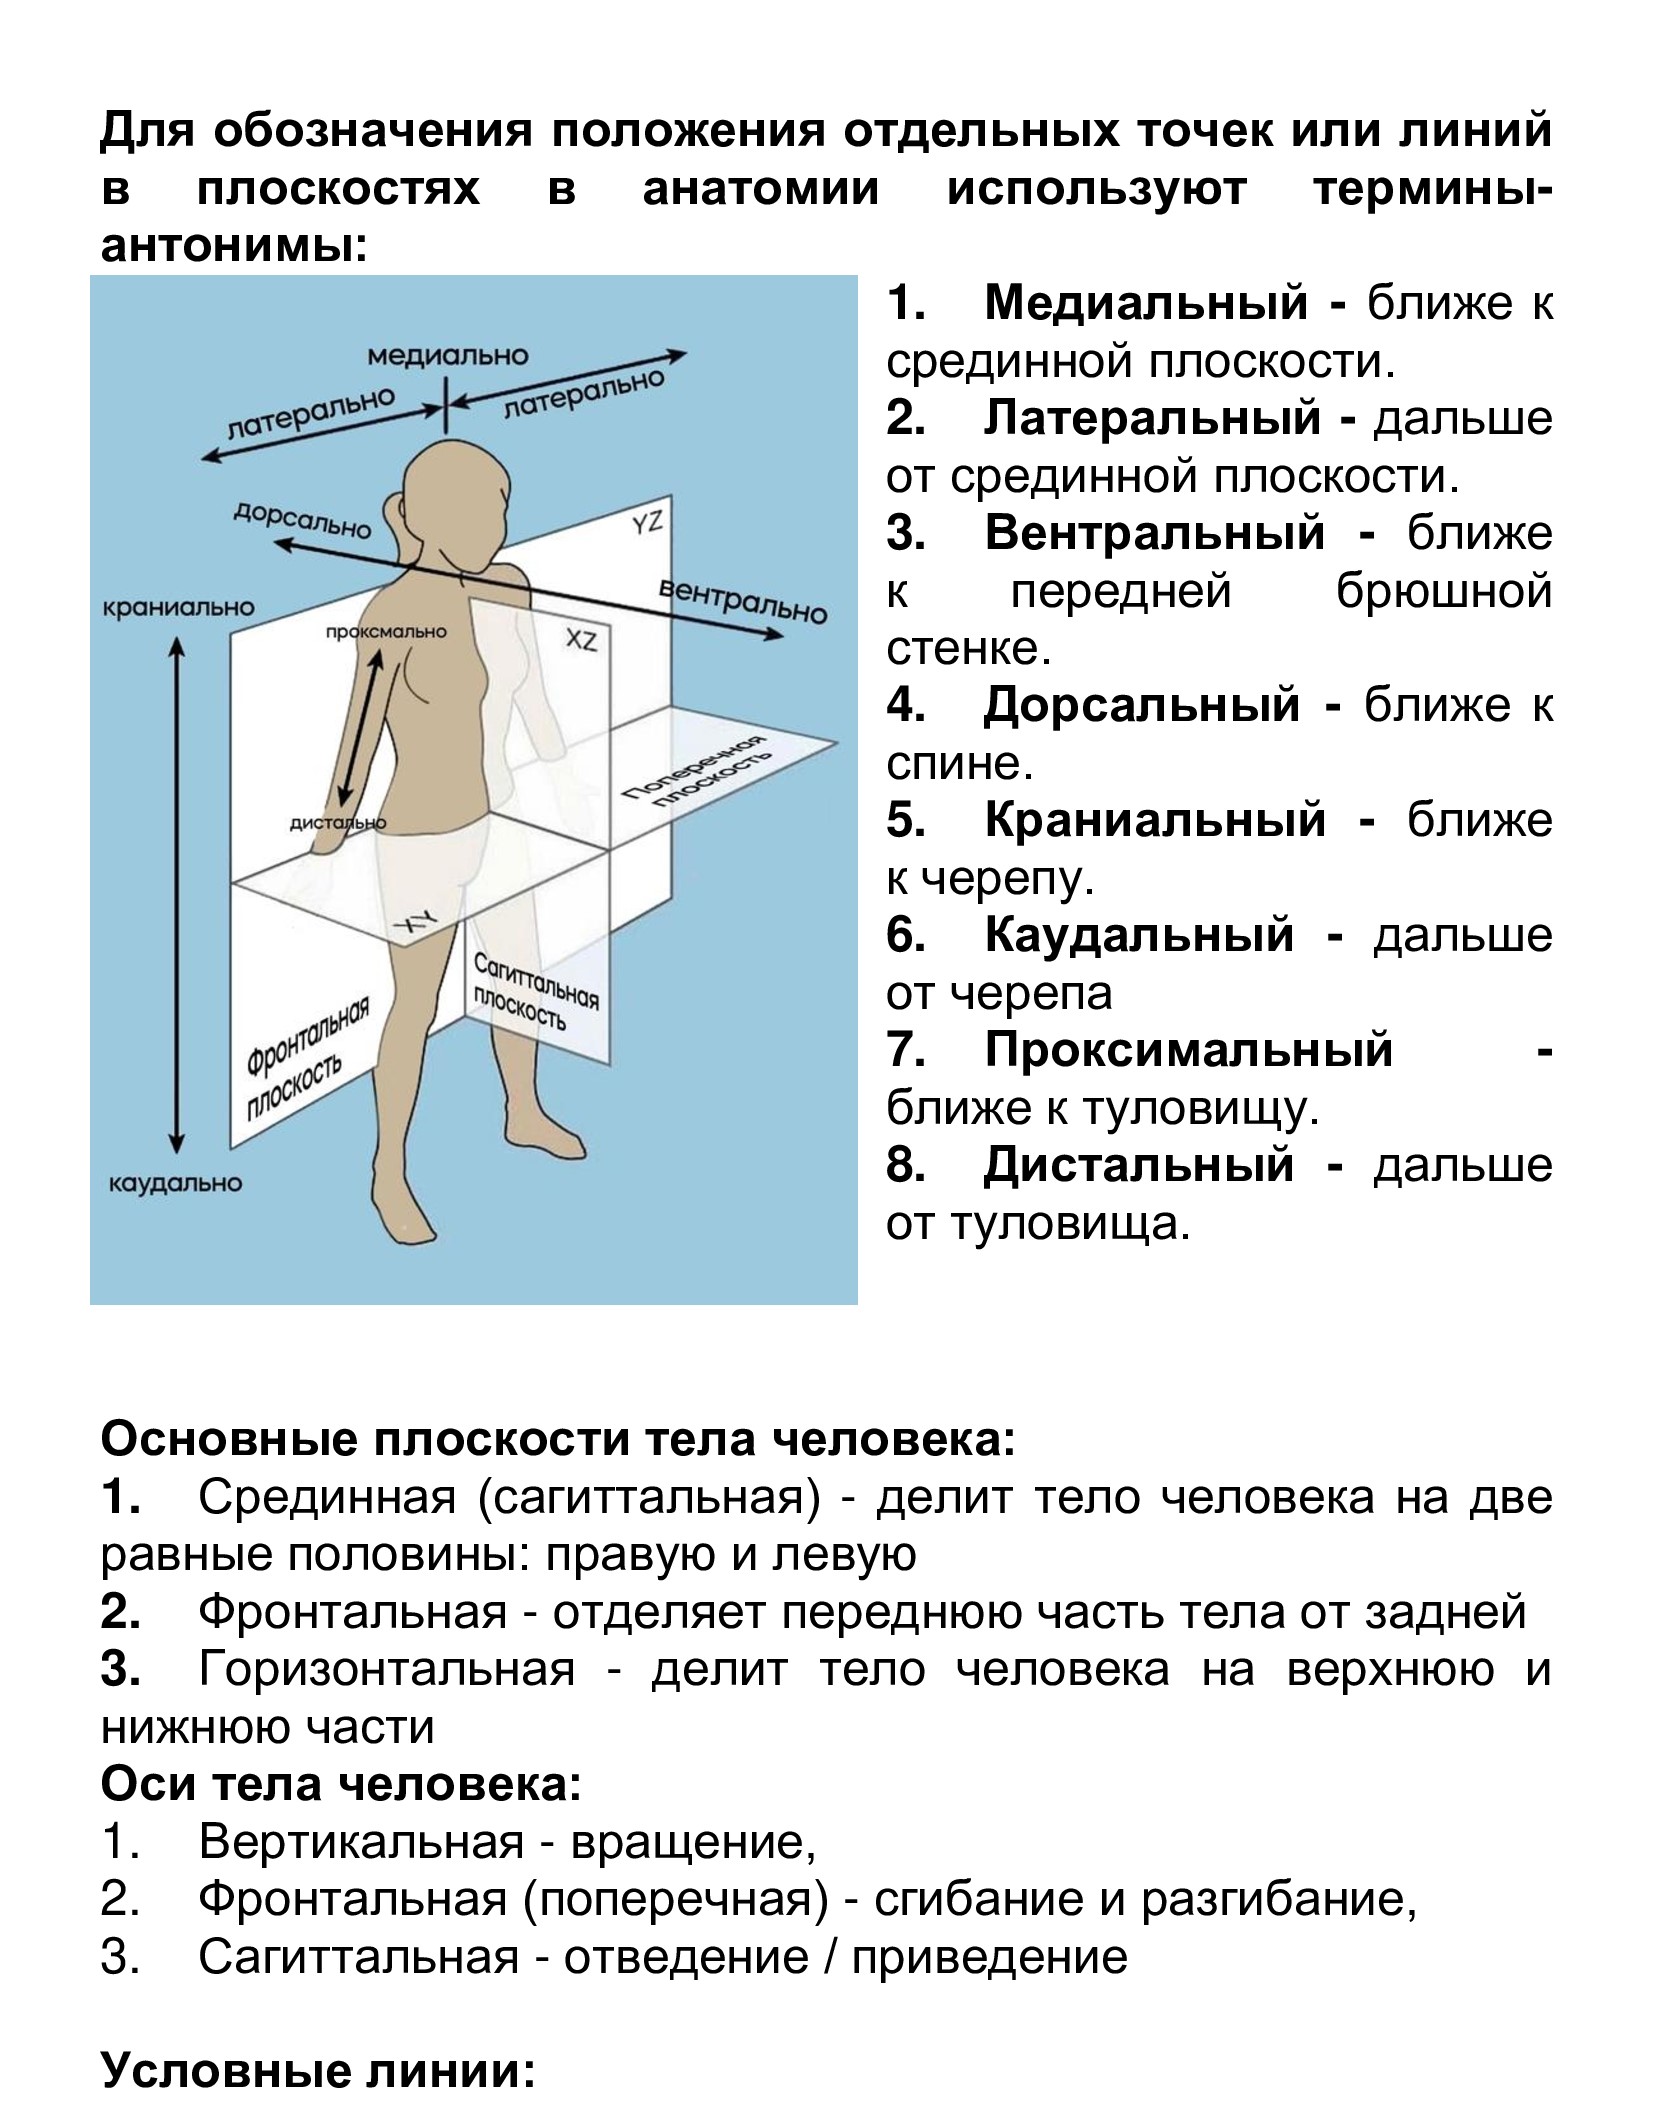 Для обозначения положения отдельных точек или линий
в плоскостях в анатомии используют термины-
антонимы:
медиально
латерально
латерально
дорсально
YZ
вентрально
краниально
проксмально
XZ
Поперечная
плоскость
дистально
XY
Сагиттальная
плоскость
Фронтальная
плоскость
каудально
1. Медиальный - ближе к
срединной плоскости.
2. Латеральный - дальше
от срединной плоскости.
3. Вентральный - ближе
к передней брюшной
стенке.
4. Дорсальный - ближе к
спине.
5. Краниальный - ближе
к черепу.
6. Каудальный - дальше
от черепа
7. Проксимальный -
ближе к туловищу.
8. Дистальный - дальше
от туловища.
Основные плоскости тела человека:
1. Срединная (сагиттальная) - делит тело человека на две
равные половины: правую и левую
2. Фронтальная - отделяет переднюю часть тела от задней
3. Горизонтальная - делит тело человека на верхнюю и
нижнюю части
Оси тела человека:
1. Вертикальная - вращение,
2. Фронтальная (поперечная) - сгибание и разгибание,
3. Сагиттальная - отведение / приведение
Условные линии: